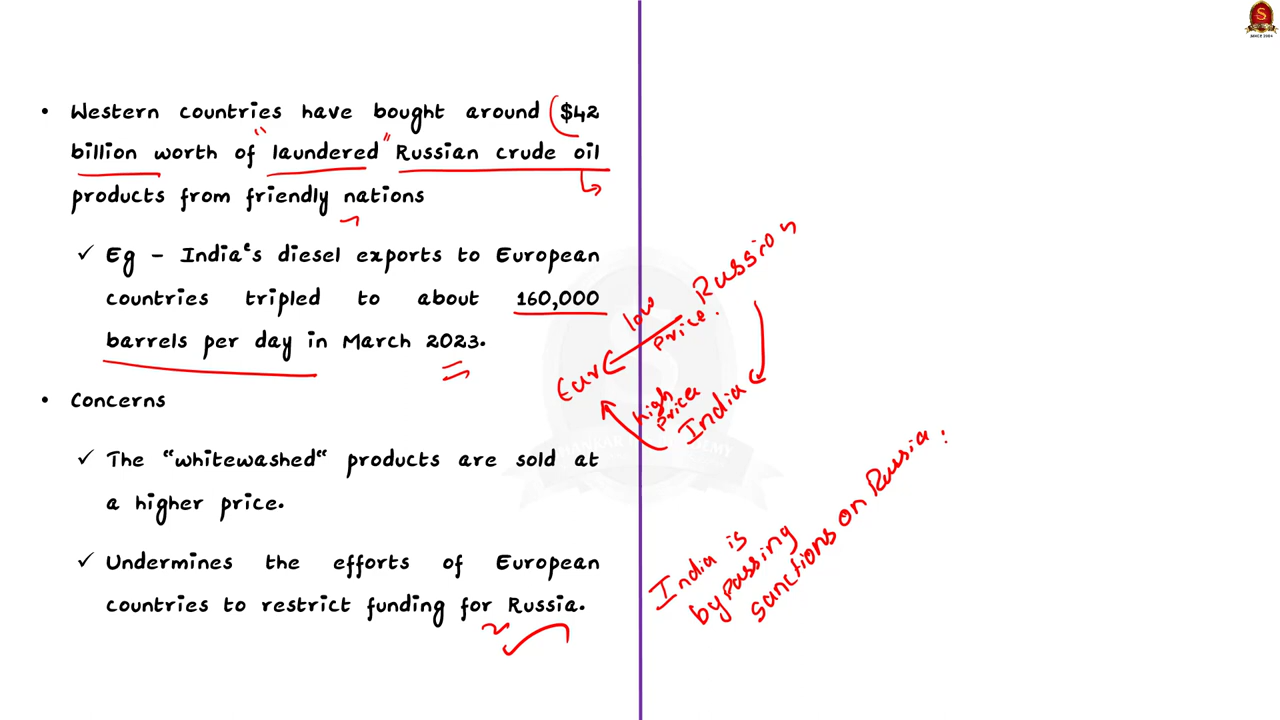 S
SINCE 2004
• Western countries have bought around $42
billion worth of "laundered" Russian crude oil
products from friendly nations
✓ Eg - India's diesel exports to European
countries tripled to about 160,000
barrels per day in March 2023.
• Concerns
✓ The "whitewashed" products are sold at
a higher price.
✓ Undermines the efforts of European
countries to restrict funding for Russia.
Russion
low
price.
Eur
high
price
India
India is
bypassing
sanctions on Russia.